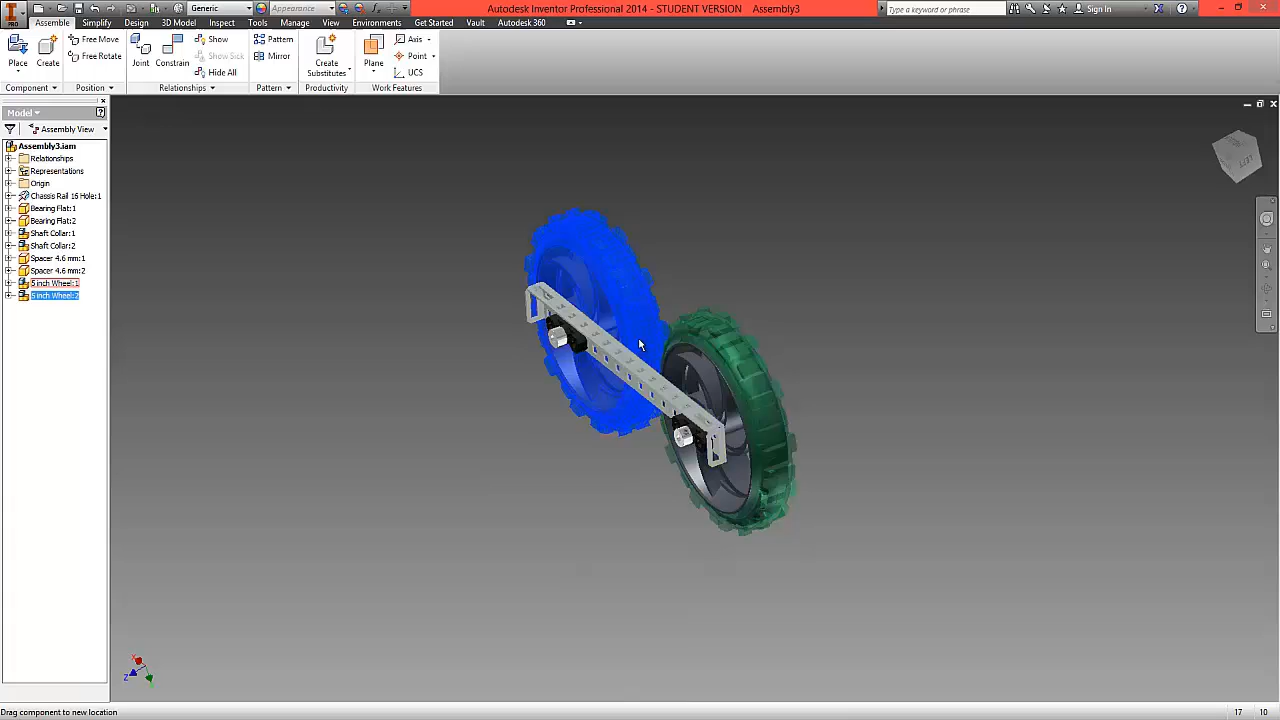 Generic
Appearance
Autodesk Inventor Professional 2014 - STUDENT VERSION Assembly3
Type a keyword or phrase
Sign In
PRO
Assemble Simplify Design 3D Model Inspect Tools Manage View Environments Get Started Vault Autodesk 360
Place Create Free Move Free Rotate Joint Constrain Show Show Sick Hide All Pattern Mirror Create Substitutes Plane Axis Point UCS
Component Position Relationships Pattern Productivity Work Features
Model
Assembly View
Assembly3.iam
Relationships
Representations
Origin
Chassis Rail 16 Hole:1
Bearing Flat:1
Bearing Flat:2
Shaft Collar:1
Shaft Collar:2
Spacer 4.6 mm:1
Spacer 4.6 mm:2
5 inch Wheel:1
5 inch Wheel:2
LEFT
X
Z
Y
Drag component to new location
17 10